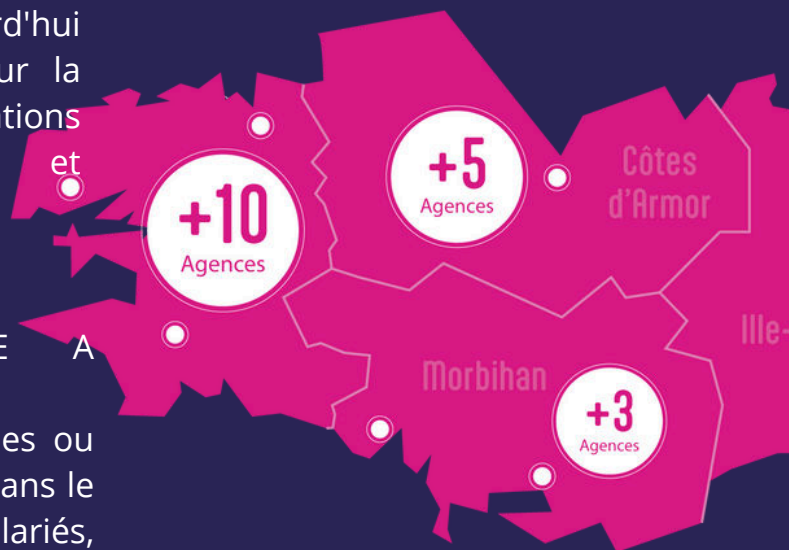 rd'hui
ur la
ations
et
E A
es ou
ans le
lariés,
+10
Agences
+5
Agences
Côtes
d'Armor
Ille-
Morbihan
+3
Agences